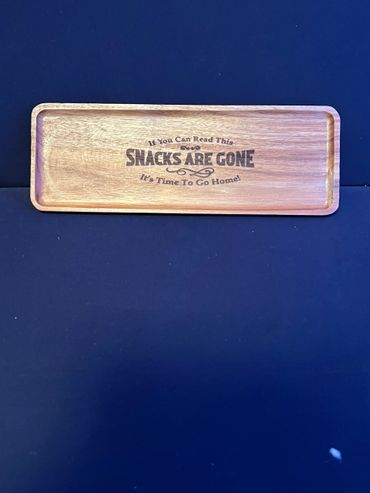 If You Can Read This
SNACKS ARE GONE
It's Time To Go Home!